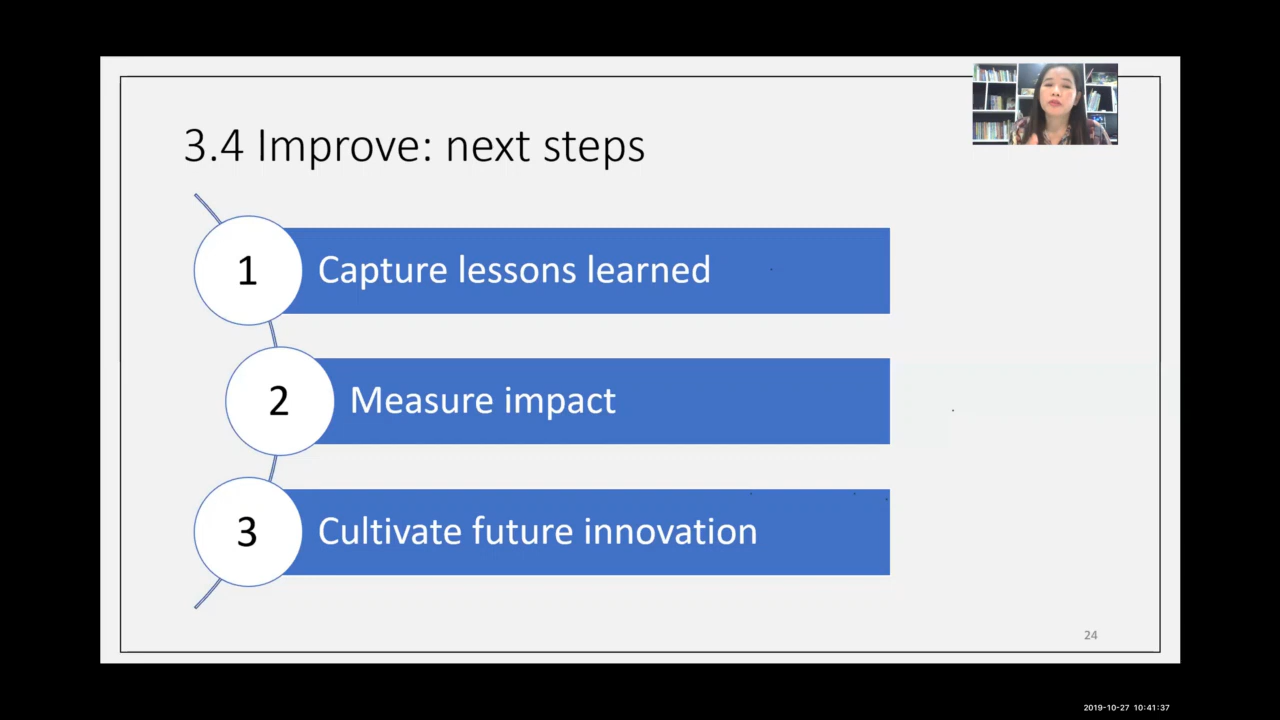 3.4 Improve: next steps
1
Capture lessons learned
2
Measure impact
3
Cultivate future innovation
24
2019-10-27 10:41:37